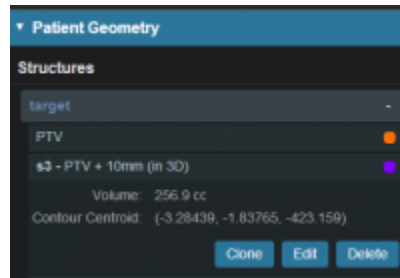 Patient Geometry
Structures
target -
PTV
s3 - PTV + 10mm (in 3D)
Volume: 256.9 cc
Contour Centroid: (-3.28439, -1.83765, -423.159)
Clone Edit Delete